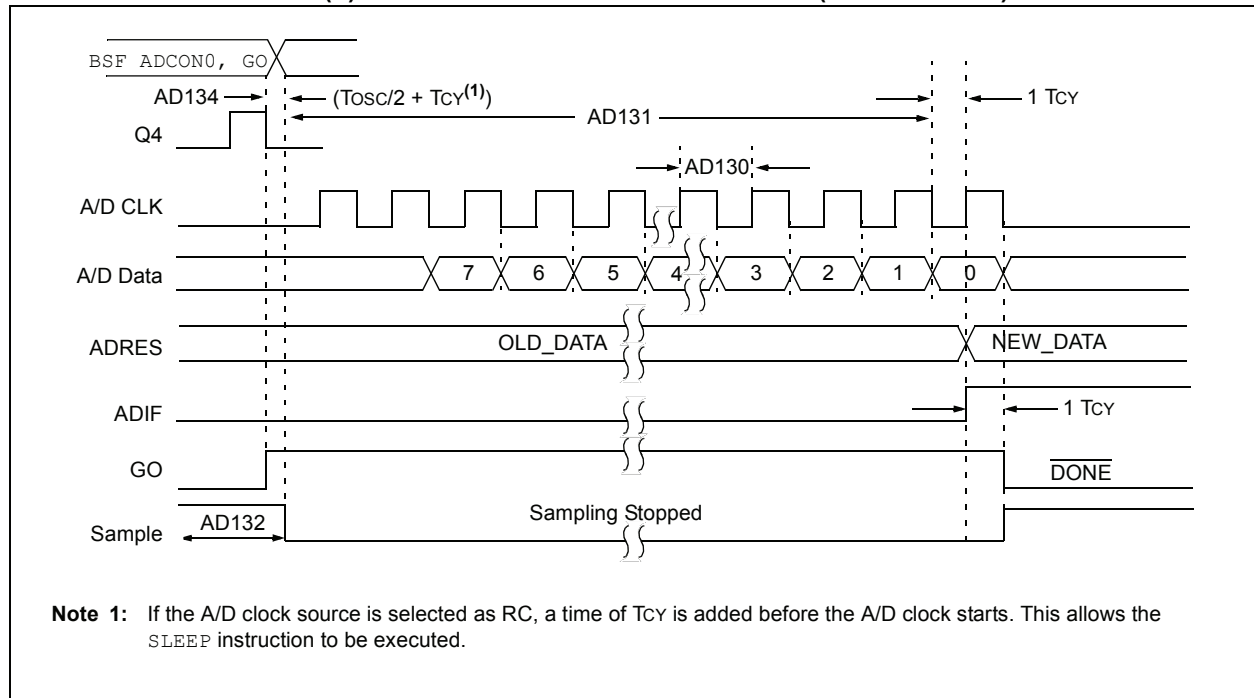 BSF ADCON0, GO
AD134
(TOSC/2 + TCY(1))
1 TCY
AD131
Q4
AD130
A/D CLK
A/D Data
7 6 5 4 3 2 1 0
ADRES
OLD_DATA
NEW_DATA
ADIF
1 TCY
GO
DONE
Sample
AD132
Sampling Stopped
Note 1: If the A/D clock source is selected as RC, a time of TCY is added before the A/D clock starts. This allows the
SLEEP instruction to be executed.